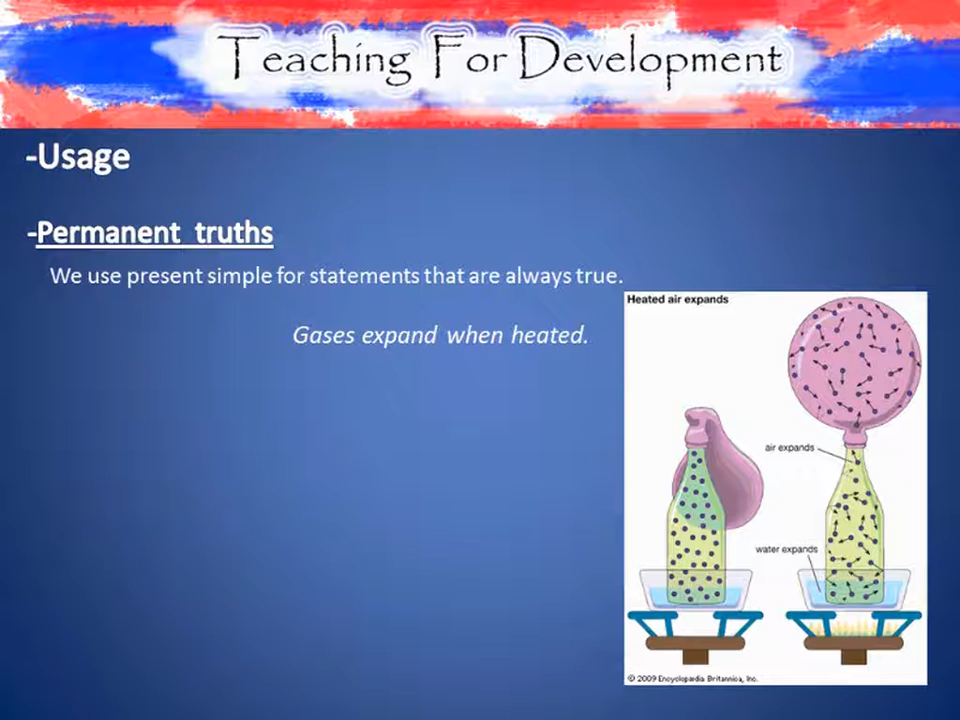 Teaching For Development
-Usage
-Permanent truths
We use present simple for statements that are always true.
Gases expand when heated.
Heated air expands
air expands
water expands
© 2009 Encyclopædia Britannica, Inc.